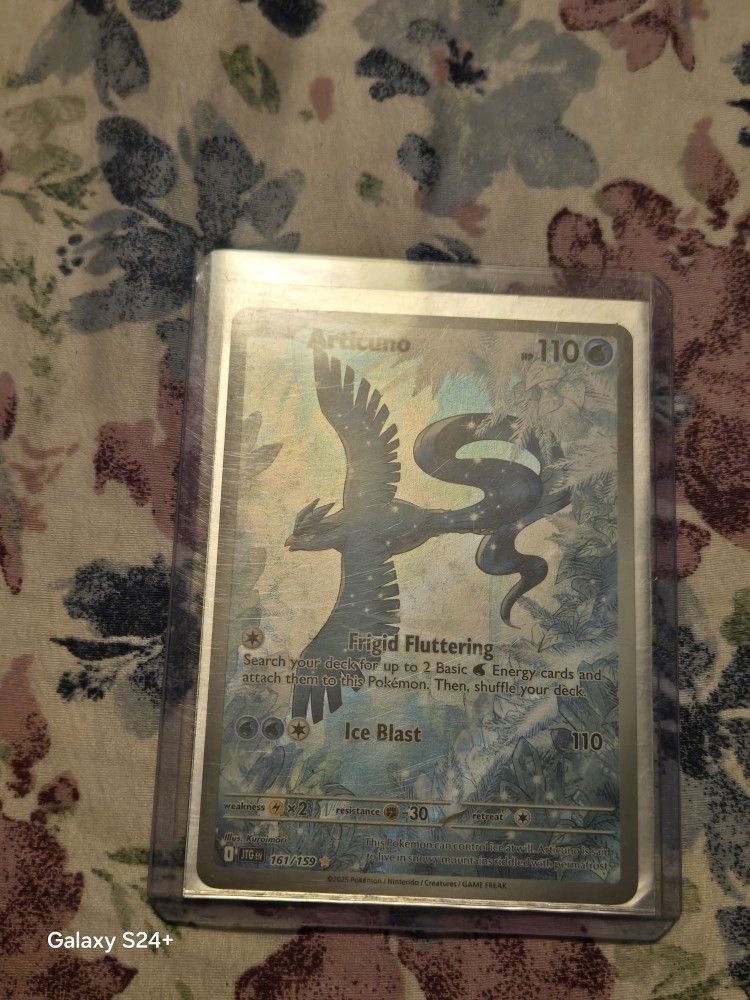 Articuno HP 110
Frigid Fluttering
Search your deck for up to 2 Basic Energy cards and
attach them to this Pokémon. Then, shuffle your deck.
Ice Blast 110
weakness ×2 resistance -30 retreat
Illus. Kuroimori
This Pokémon can control ice at will. Articuno is said
to live in snowy mountains riddled with permafrost.
JTG EN 161/159
©2025 Pokémon / Nintendo / Creatures / GAME FREAK
Galaxy S24+